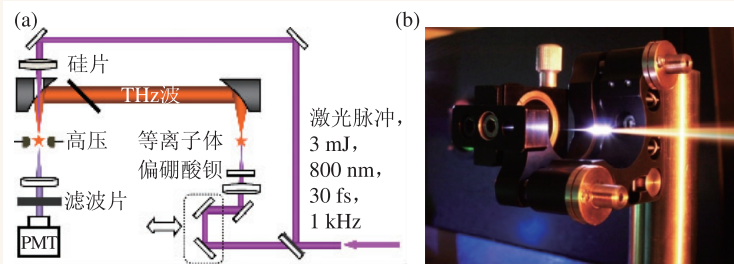 (a)
(b)
硅片
THz波
高压
等离子体
偏硼酸钡
滤波片
PMT
激光脉冲，
3 mJ，
800 nm，
30 fs，
1 kHz